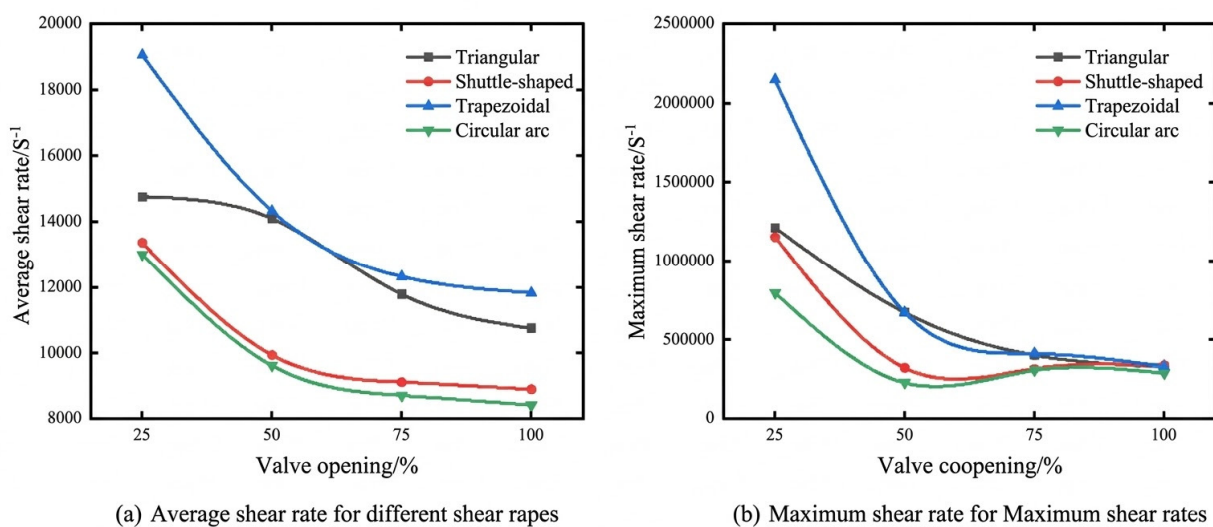 20000
18000
16000
14000
12000
10000
8000
Average shear rate/S-1
Triangular
Shuttle-shaped
Trapezoidal
Circular arc
25 50 75 100
Valve opening/%
(a) Average shear rate for different shear rapes
2500000
2000000
1500000
1000000
500000
0
Maximum shear rate/S-1
Triangular
Shuttle-shaped
Trapezoidal
Circular arc
25 50 75 100
Valve coopening/%
(b) Maximum shear rate for Maximum shear rates